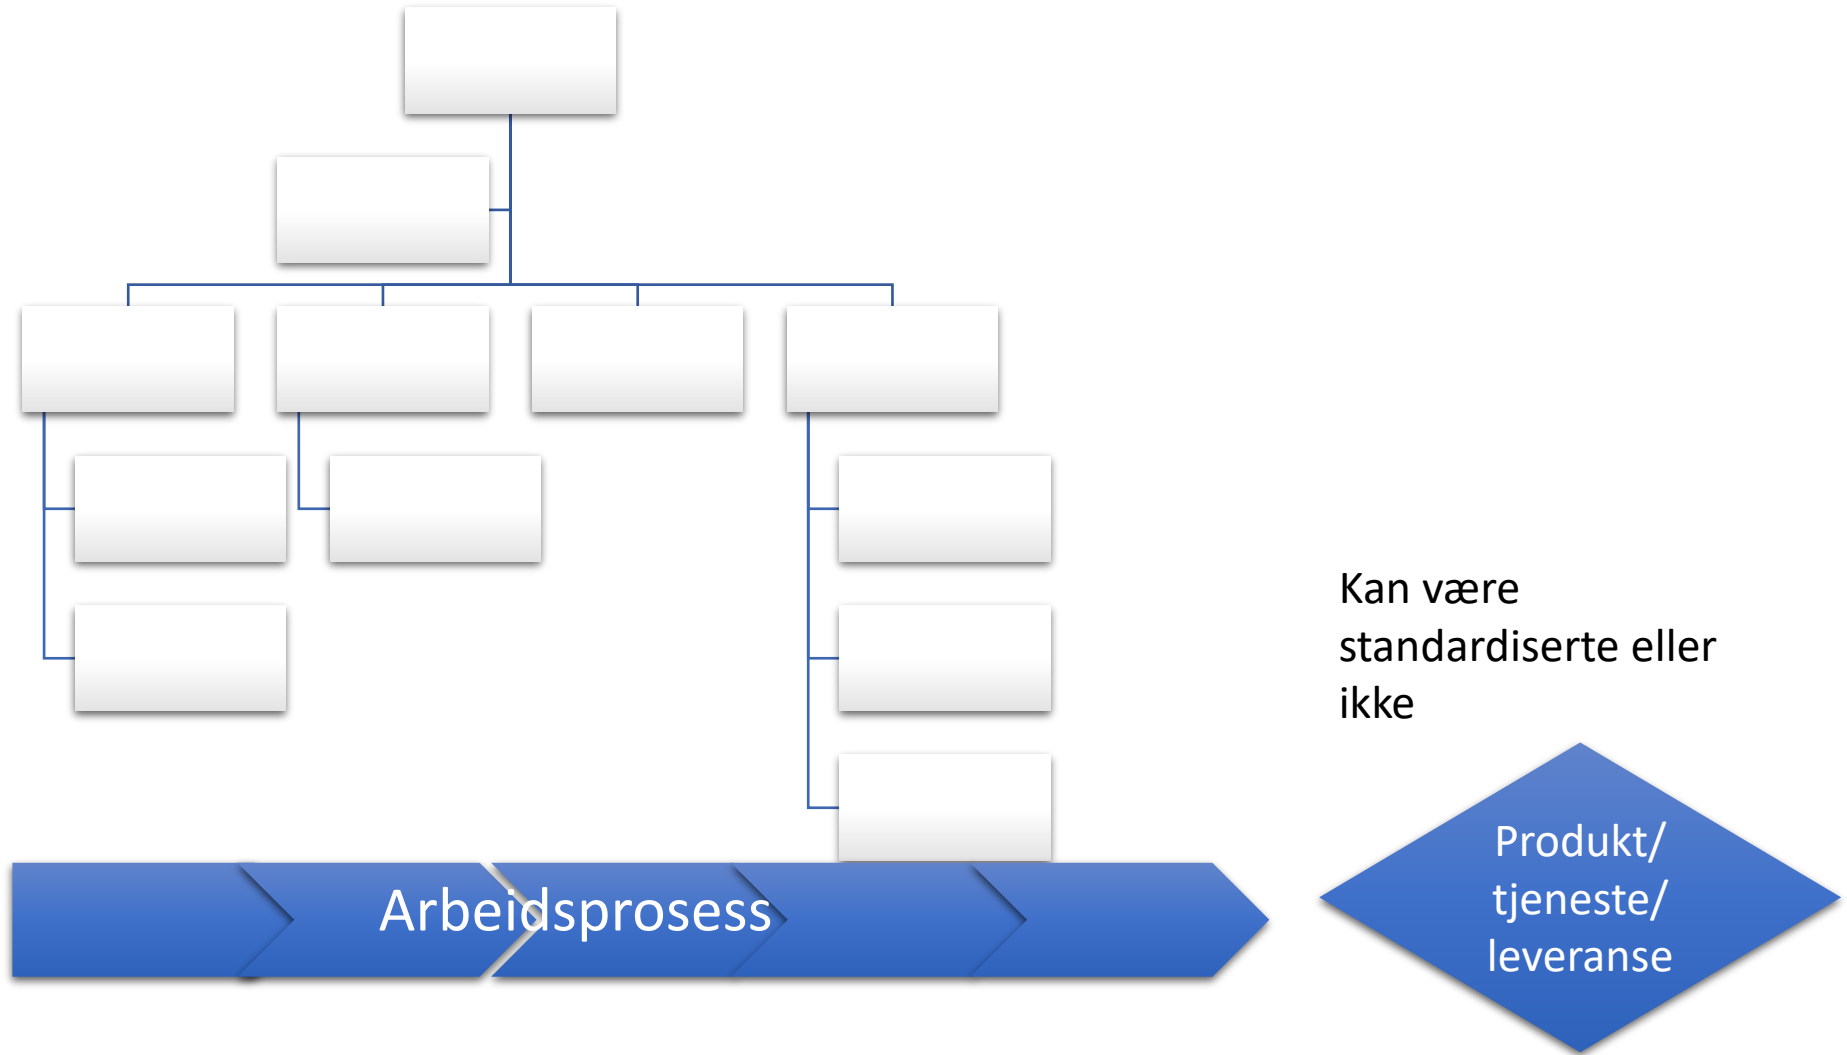 Kan være
standardiserte eller
ikke
Arbeidsprosess
Produkt/
tjeneste/
leveranse